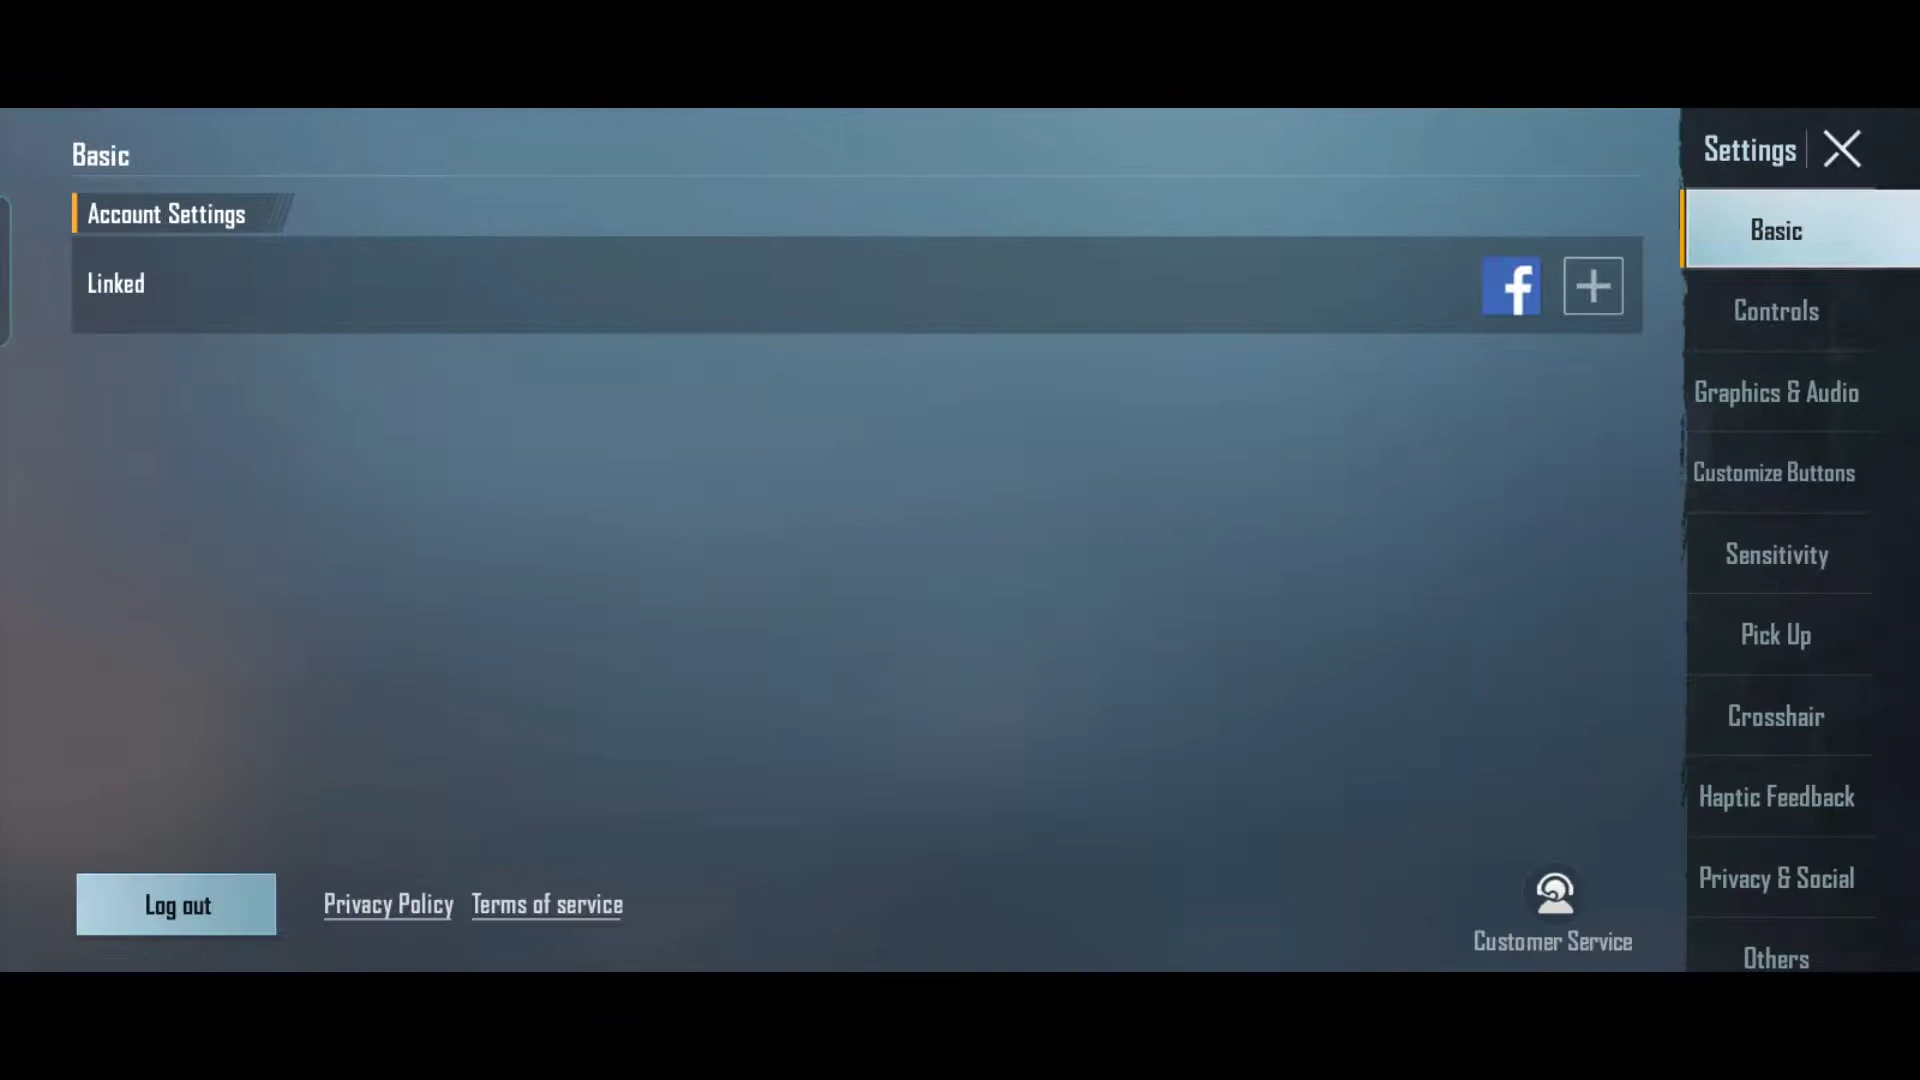 Basic
Account Settings
Linked
Log out
Privacy Policy
Terms of service
Customer Service
Settings
Basic
Controls
Graphics & Audio
Customize Buttons
Sensitivity
Pick Up
Crosshair
Haptic Feedback
Privacy & Social
Others